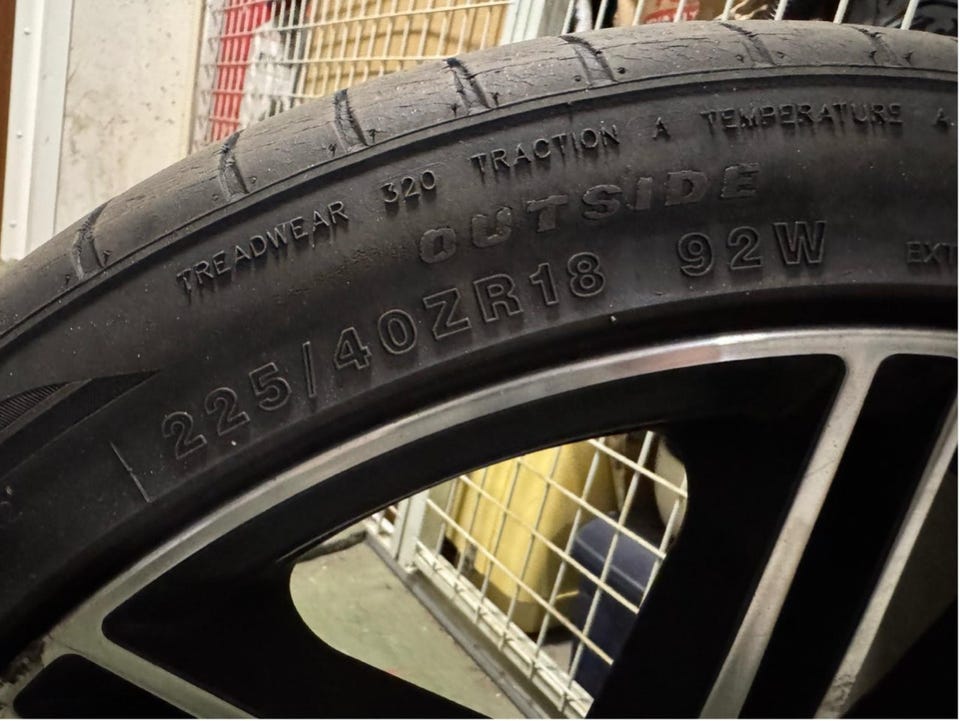 TREADWEAR 320 TRACTION A TEMPERATURE A
OUTSIDE
225/40ZR18 92W